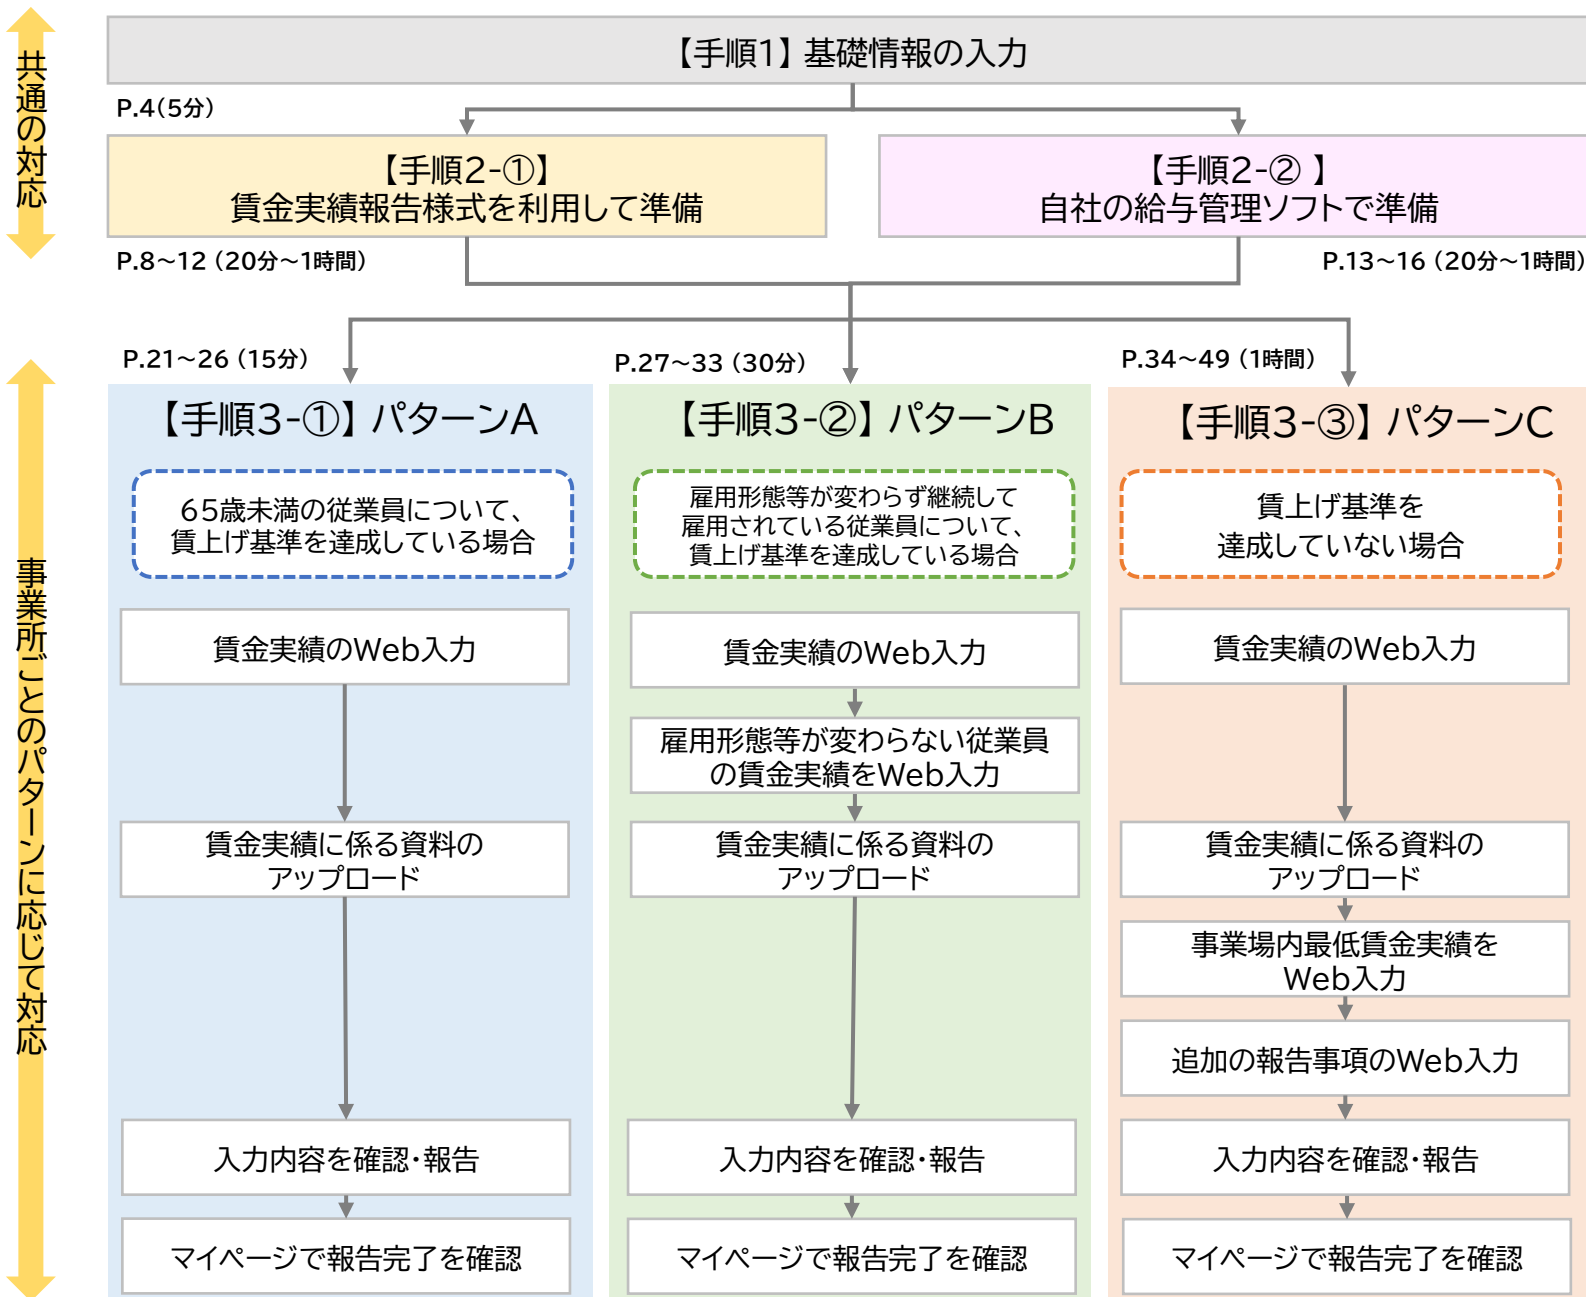 共通の対応
【手順1】 基礎情報の入力
P.4(5分)
【手順2-①】
賃金実績報告様式を利用して準備
【手順2-② 】
自社の給与管理ソフトで準備
P.8～12 (20分～1時間)
P.13～16 (20分～1時間)
事業所ごとのパターンに応じて対応
P.21～26 (15分)
【手順3-①】 パターンA
65歳未満の従業員について、
賃上げ基準を達成している場合
賃金実績のWeb入力
賃金実績に係る資料の
アップロード
入力内容を確認・報告
マイページで報告完了を確認
P.27～33 (30分)
【手順3-②】 パターンB
雇用形態等が変わらず継続して
雇用されている従業員について、
賃上げ基準を達成している場合
賃金実績のWeb入力
雇用形態等が変わらない従業員
の賃金実績をWeb入力
賃金実績に係る資料の
アップロード
入力内容を確認・報告
マイページで報告完了を確認
P.34～49 (1時間)
【手順3-③】 パターンC
賃上げ基準を
達成していない場合
賃金実績のWeb入力
賃金実績に係る資料の
アップロード
事業場内最低賃金実績を
Web入力
追加の報告事項のWeb入力
入力内容を確認・報告
マイページで報告完了を確認